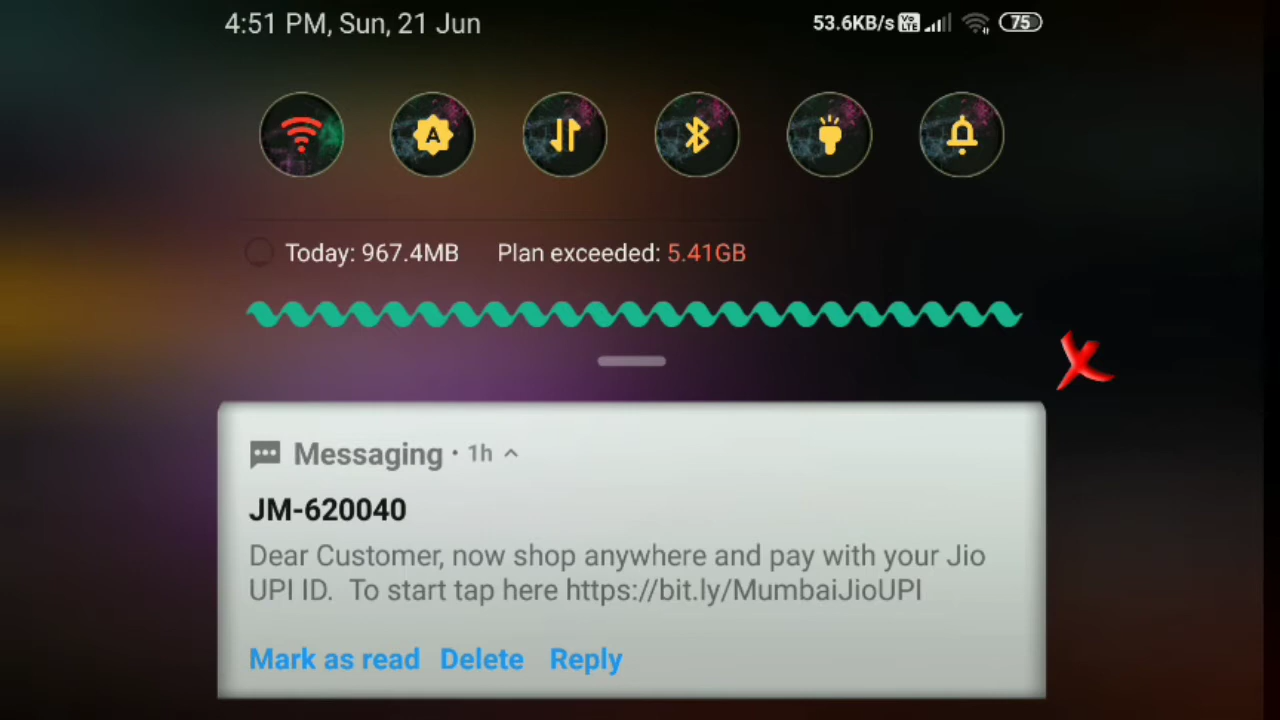 4:51 PM, Sun, 21 Jun 53.6KB/s Vo LTE 75
A
Today: 967.4MB Plan exceeded: 5.41GB
Messaging · 1h
JM-620040
Dear Customer, now shop anywhere and pay with your Jio
UPI ID. To start tap here https://bit.ly/MumbaiJioUPI
Mark as read Delete Reply